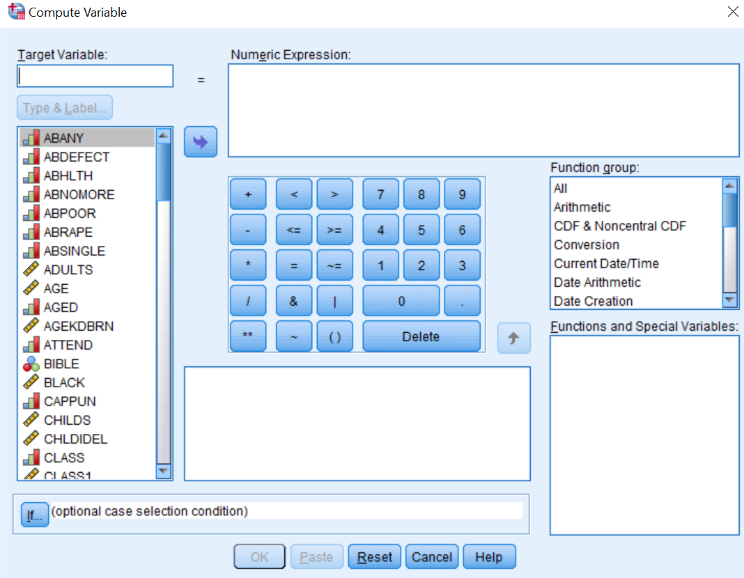 Compute Variable
Target Variable:
=
Numeric Expression:
Type & Label...
ABANY
ABDEFECT
ABHLTH
ABNOMORE
ABPOOR
ABRAPE
ABSINGLE
ADULTS
AGE
AGED
AGEKDBRN
ATTEND
BIBLE
BLACK
CAPPUN
CHILDS
CHLDIDEL
CLASS
CLASS1
+ < > 7 8 9
- <= >= 4 5 6
* = ~= 1 2 3
/ & | 0 .
** ~ ( ) Delete
Function group:
All
Arithmetic
CDF & Noncentral CDF
Conversion
Current Date/Time
Date Arithmetic
Date Creation
Functions and Special Variables:
If... (optional case selection condition)
OK Paste Reset Cancel Help